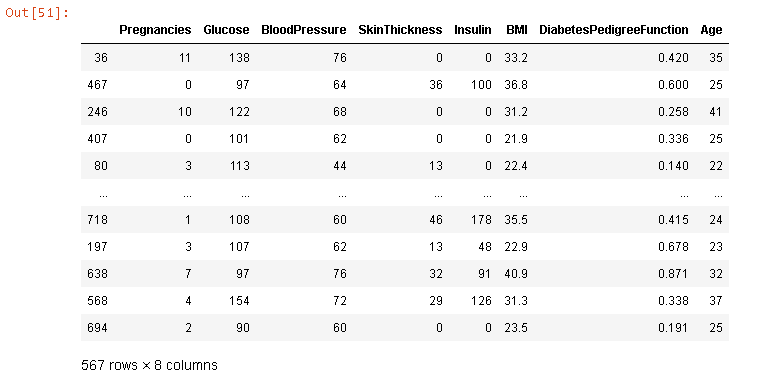 Out[51]:
Pregnancies Glucose BloodPressure SkinThickness Insulin BMI DiabetesPedigreeFunction Age
36 11 138 76 0 0 33.2 0.420 35
467 0 97 64 36 100 36.8 0.600 25
246 10 122 68 0 0 31.2 0.258 41
407 0 101 62 0 0 21.9 0.336 25
80 3 113 44 13 0 22.4 0.140 22
... ... ... ... ... ... ... ... ...
718 1 108 60 46 178 35.5 0.415 24
197 3 107 62 13 48 22.9 0.678 23
638 7 97 76 32 91 40.9 0.871 32
568 4 154 72 29 126 31.3 0.338 37
694 2 90 60 0 0 23.5 0.191 25
567 rows × 8 columns